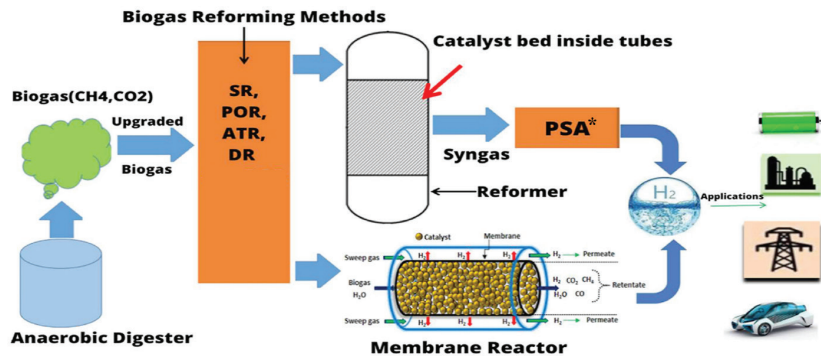 Biogas Reforming Methods
Catalyst bed inside tubes
Biogas(CH4,CO2)
SR,
POR,
ATR,
DR
Upgraded
Biogas
PSA*
Syngas
Reformer
H₂
Applications
Anaerobic Digester
Catalyst
Membrane
Sweep gas
H₂ H₂ H₂
H₂ → Permeate
Biogas
H₂O
H₂ CO₂ CH₄
H₂O CO
Retentate
Sweep gas
H₂ H₂ H₂
H₂ → Permeate
Membrane Reactor